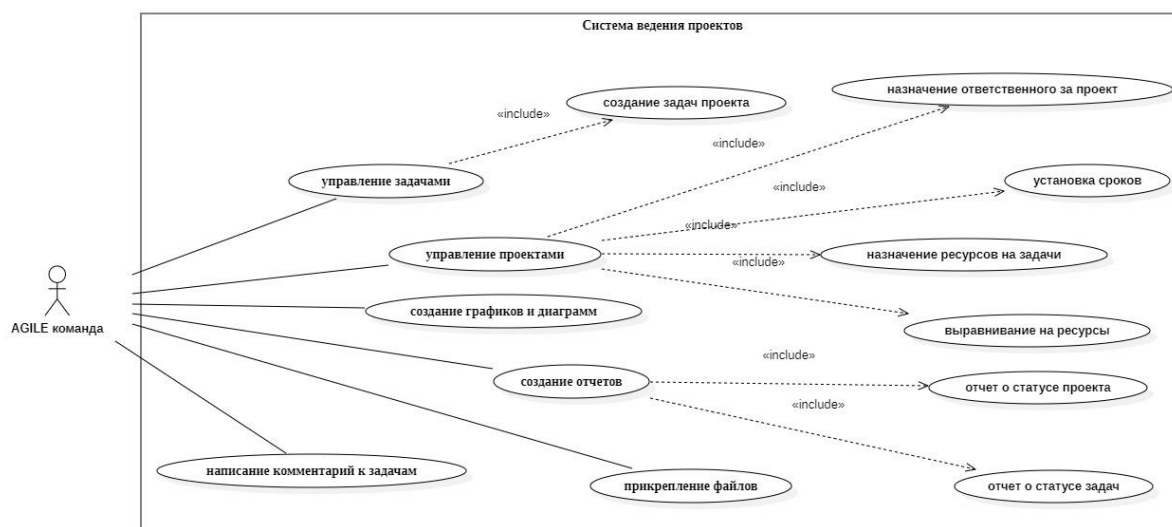 Система ведения проектов
назначение ответственного за проект
создание задач проекта
«include»
«include»
управление задачами
установка сроков
«include»
«include»
управление проектами
назначение ресурсов на задачи
«include»
создание графиков и диаграмм
AGILE команда
выравнивание на ресурсы
«include»
создание отчетов
отчет о статусе проекта
«include»
написание комментарий к задачам
прикрепление файлов
отчет о статусе задач